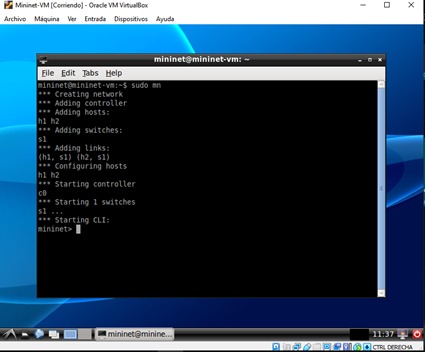 Mininet-VM [Corriendo] - Oracle VM VirtualBox
Archivo Máquina Ver Entrada Dispositivos Ayuda
mininet@mininet-vm: ~
File Edit Tabs Help
mininet@mininet-vm:~$ sudo mn
*** Creating network
*** Adding controller
*** Adding hosts:
h1 h2
*** Adding switches:
s1
*** Adding links:
(h1, s1) (h2, s1)
*** Configuring hosts
h1 h2
*** Starting controller
c0
*** Starting 1 switches
s1 ...
*** Starting CLI:
mininet>
mininet@minine...
11:37
CTRL DERECHA